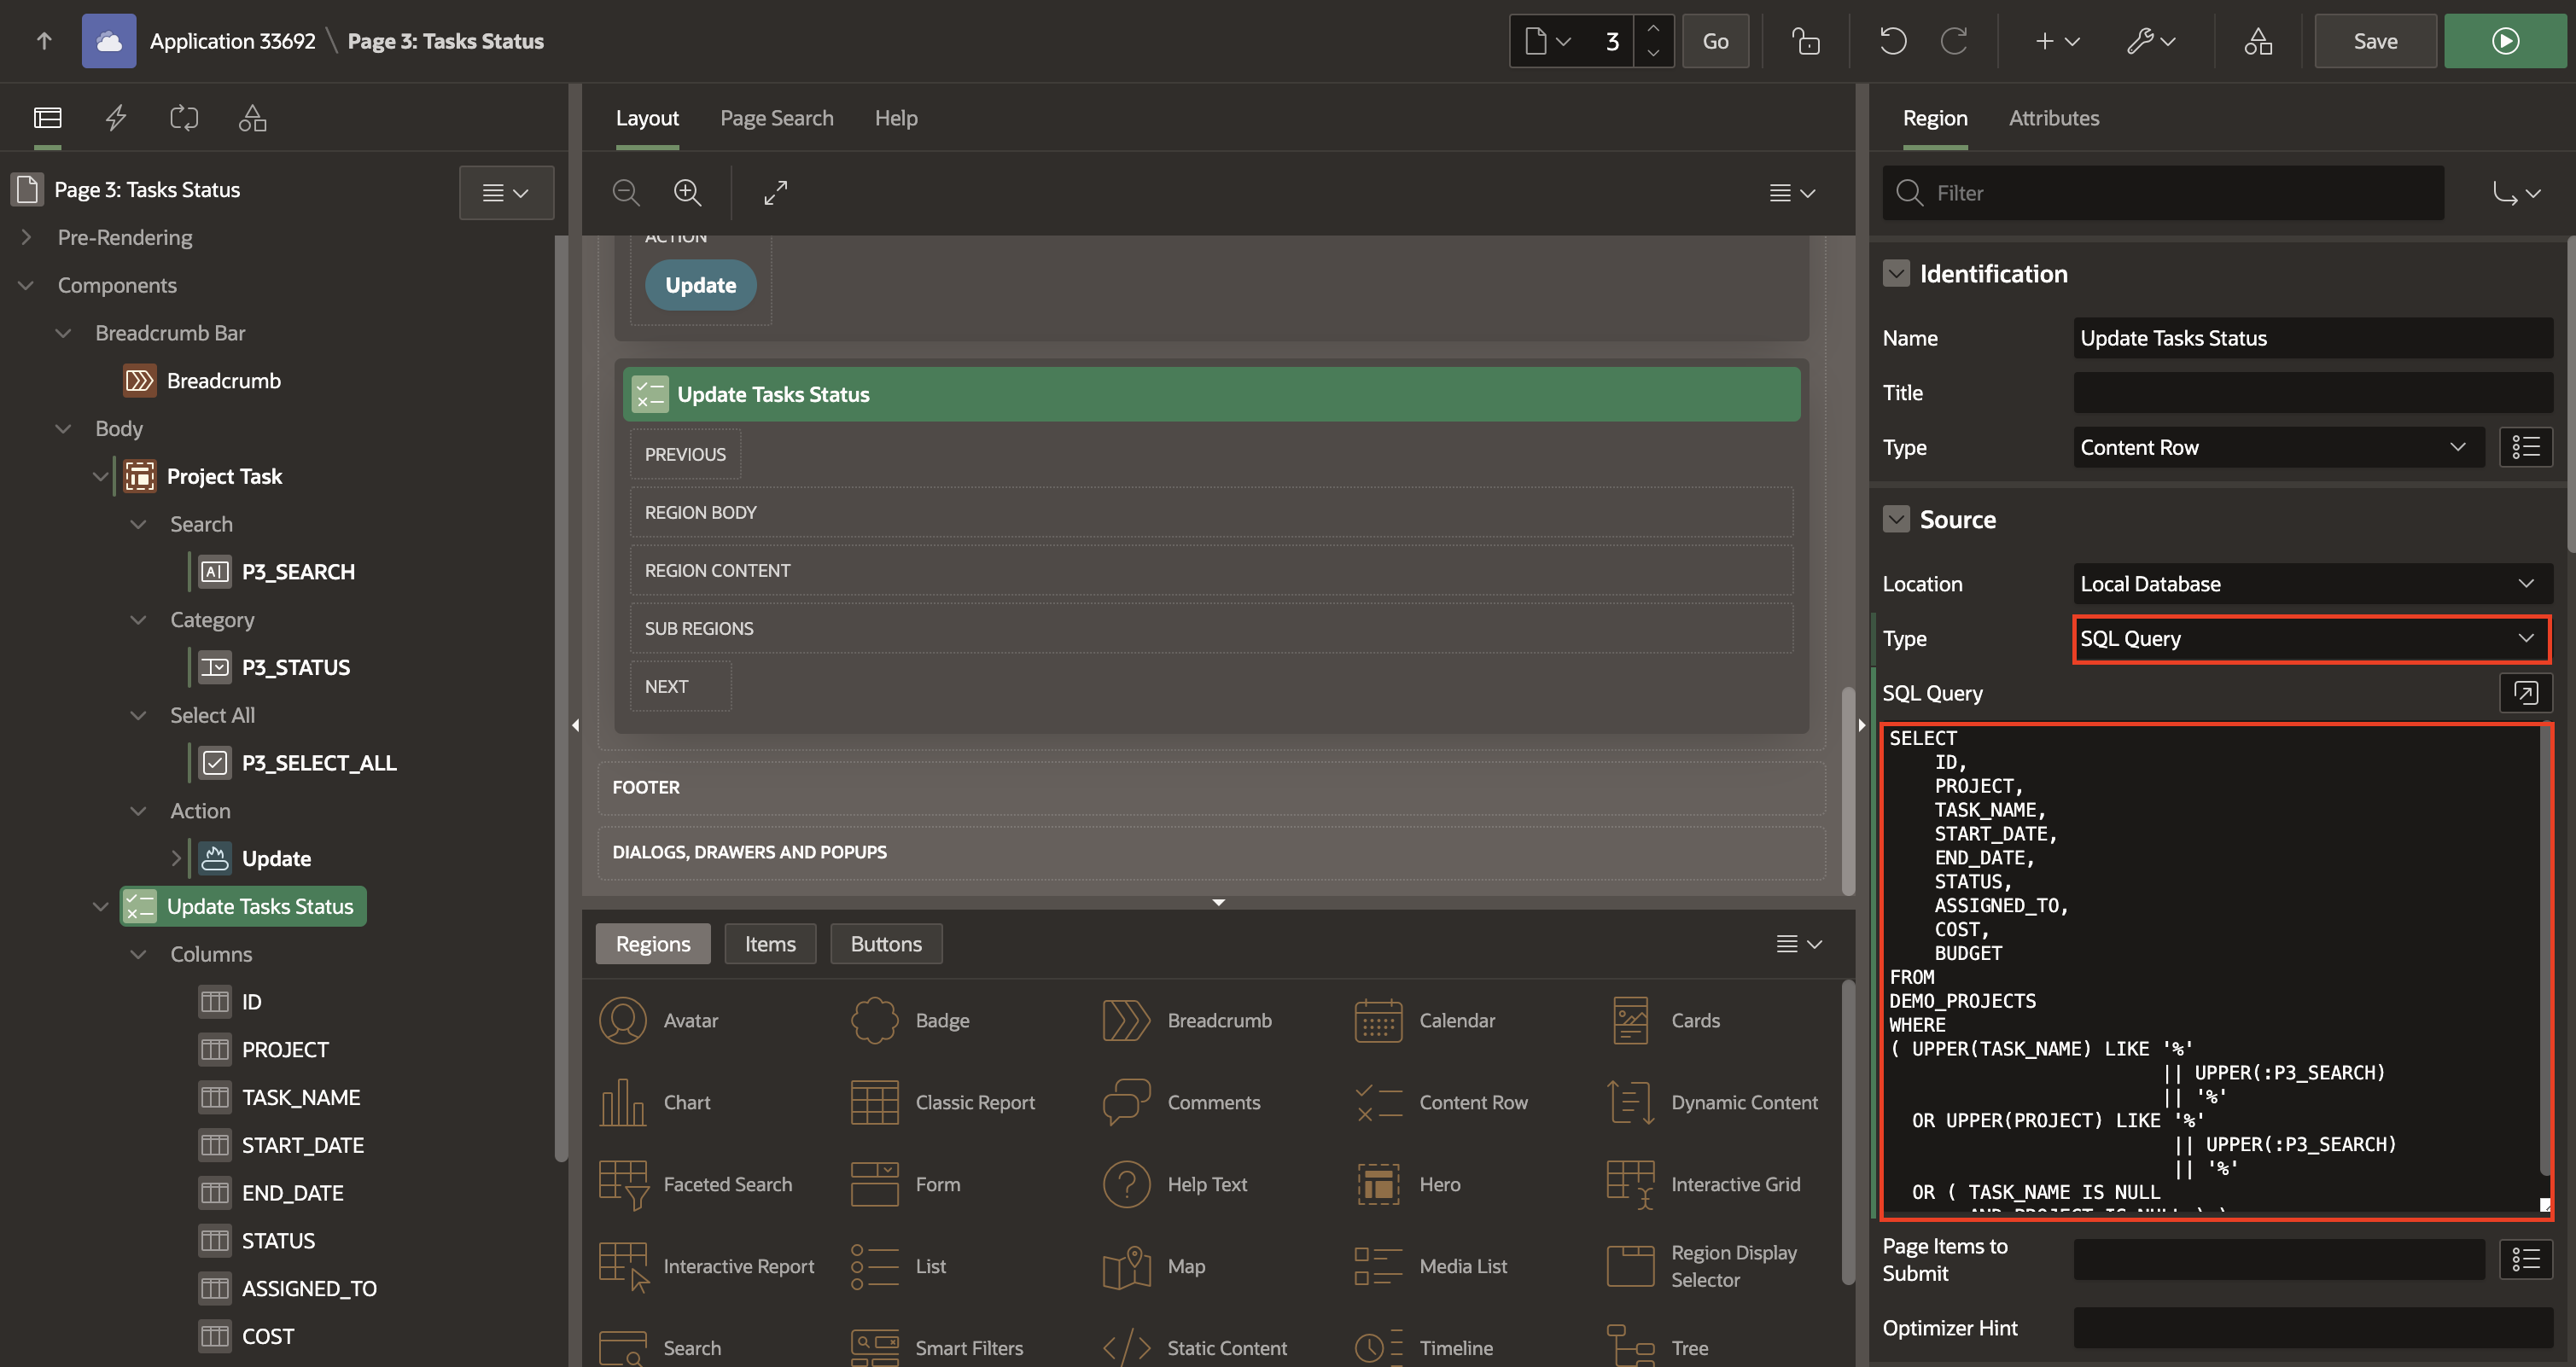 Application 33692 \ Page 3: Tasks Status
3
Go
Save
Layout
Page Search
Help
Region
Attributes
Page 3: Tasks Status
Pre-Rendering
Components
Breadcrumb Bar
Breadcrumb
Body
Project Task
Search
P3_SEARCH
Category
P3_STATUS
Select All
P3_SELECT_ALL
Action
Update
Update Tasks Status
Columns
ID
PROJECT
TASK_NAME
START_DATE
END_DATE
STATUS
ASSIGNED_TO
COST
ACTION
Update
Update Tasks Status
PREVIOUS
REGION BODY
REGION CONTENT
SUB REGIONS
NEXT
FOOTER
DIALOGS, DRAWERS AND POPUPS
Regions
Items
Buttons
Avatar
Badge
Breadcrumb
Calendar
Cards
Chart
Classic Report
Comments
Content Row
Dynamic Content
Faceted Search
Form
Help Text
Hero
Interactive Grid
Interactive Report
List
Map
Media List
Region Display
Selector
Search
Smart Filters
Static Content
Timeline
Tree
Filter
Identification
Name
Update Tasks Status
Title
Type
Content Row
Source
Location
Local Database
Type
SQL Query
SQL Query
SELECT
ID,
PROJECT,
TASK_NAME,
START_DATE,
END_DATE,
STATUS,
ASSIGNED_TO,
COST,
BUDGET
FROM
DEMO_PROJECTS
WHERE
( UPPER(TASK_NAME) LIKE '%'
|| UPPER(:P3_SEARCH)
|| '%'
OR UPPER(PROJECT) LIKE '%'
|| UPPER(:P3_SEARCH)
|| '%'
OR ( TASK_NAME IS NULL
AND PROJECT IS NULL ) )
Page Items to
Submit
Optimizer Hint